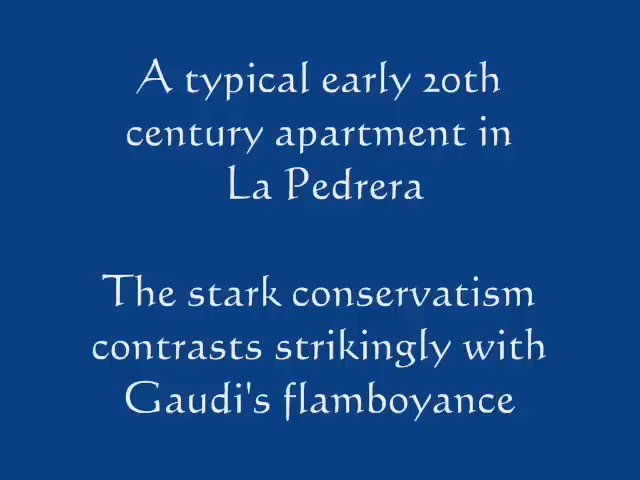 A typical early 20th
century apartment in
La Pedrera
The stark conservatism
contrasts strikingly with
Gaudi's flamboyance